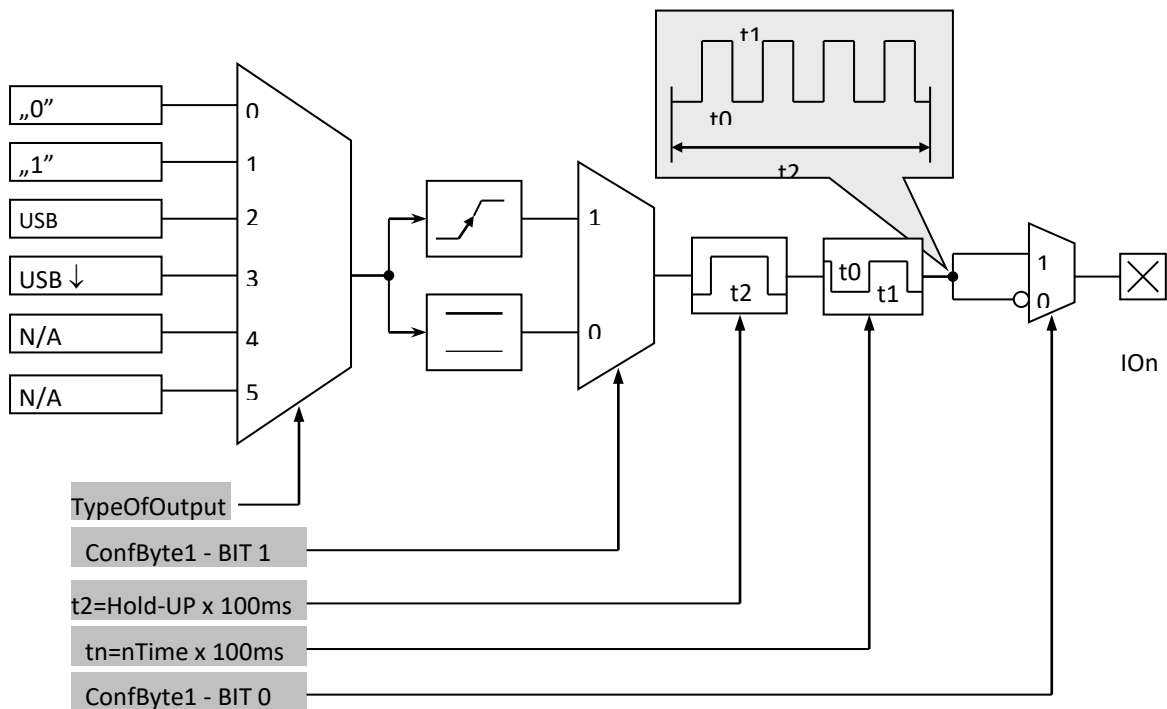 t1
t0
t2
„0”
0
„1”
1
USB
2
USB ↓
3
N/A
4
N/A
5
1
0
t2
t0
t1
1
0
IOn
TypeOfOutput
ConfByte1 - BIT 1
t2=Hold-UP x 100ms
tn=nTime x 100ms
ConfByte1 - BIT 0